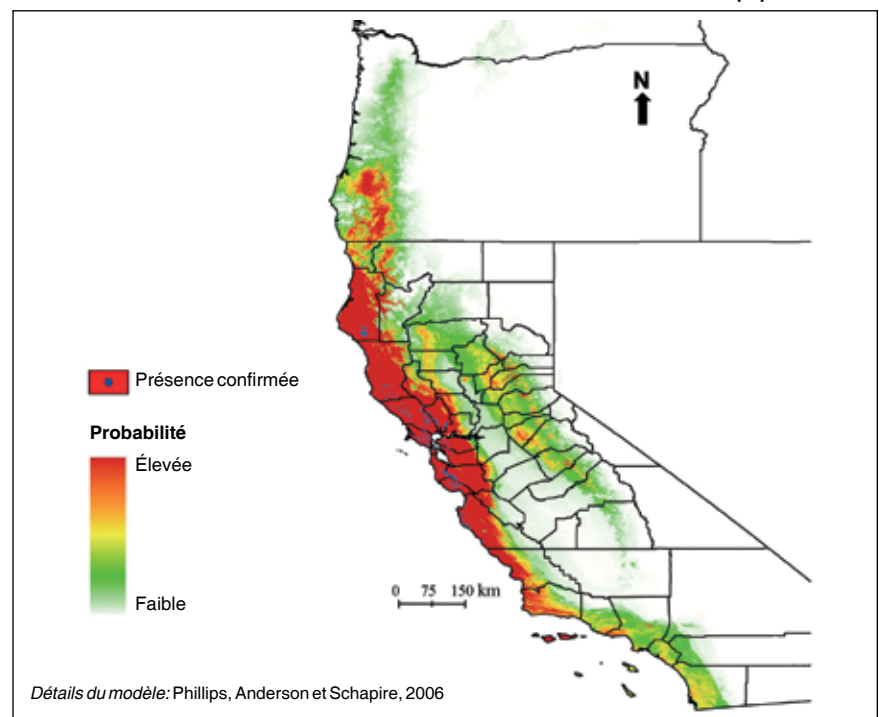 N
Présence confirmée
Probabilité
Élevée
Faible
0 75 150 km
Détails du modèle: Phillips, Anderson et Schapire, 2006